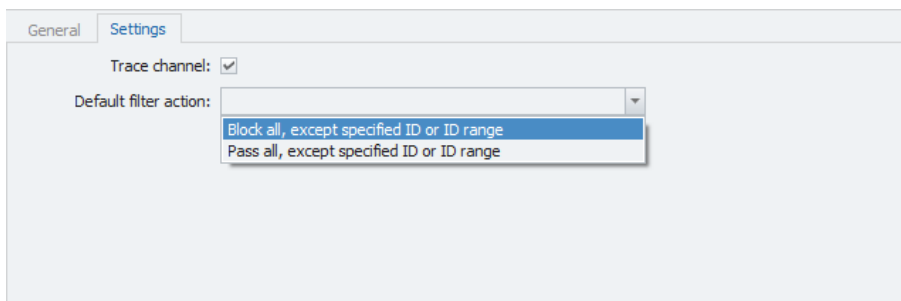 General Settings
Trace channel:
Default filter action:
Block all, except specified ID or ID range
Pass all, except specified ID or ID range